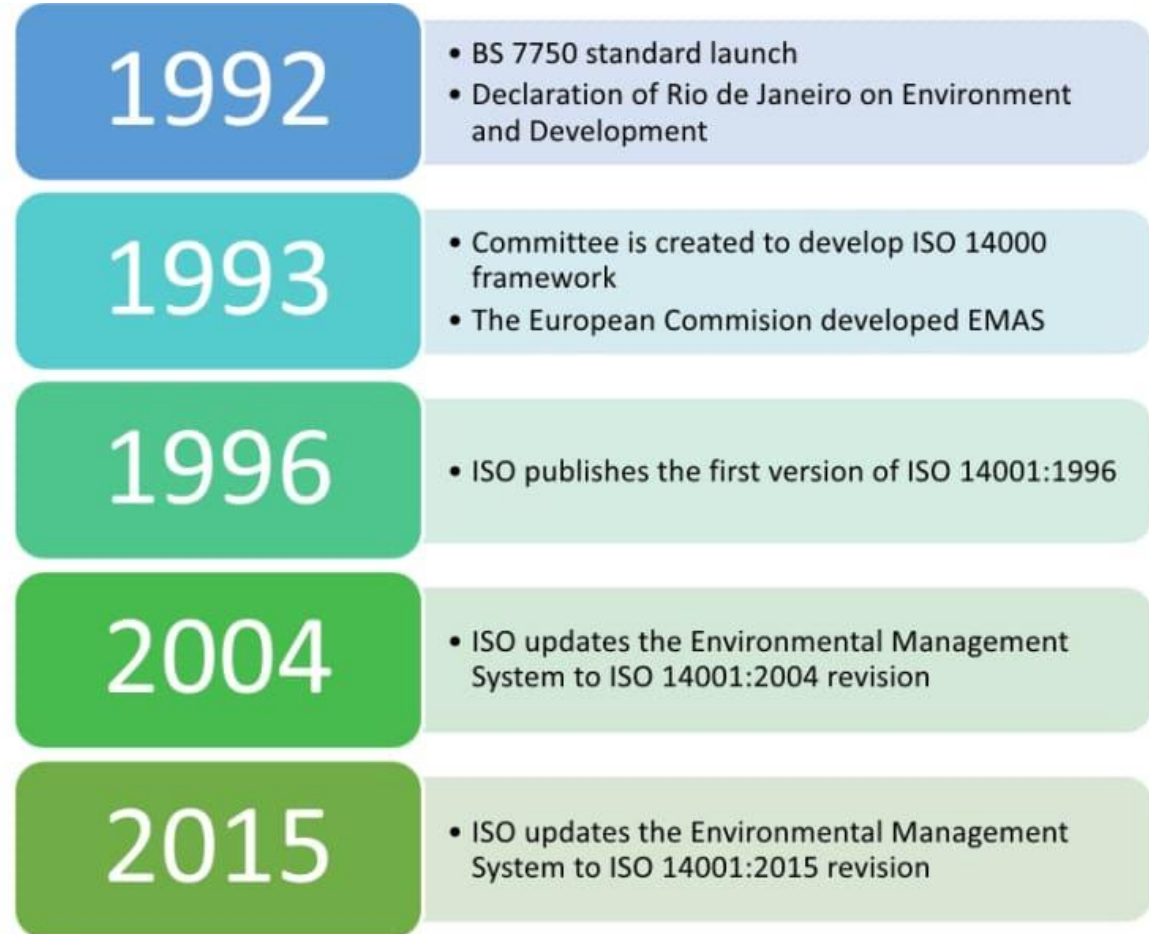 1992
• BS 7750 standard launch
• Declaration of Rio de Janeiro on Environment
and Development
1993
• Committee is created to develop ISO 14000
framework
• The European Commision developed EMAS
1996
• ISO publishes the first version of ISO 14001:1996
2004
• ISO updates the Environmental Management
System to ISO 14001:2004 revision
2015
• ISO updates the Environmental Management
System to ISO 14001:2015 revision